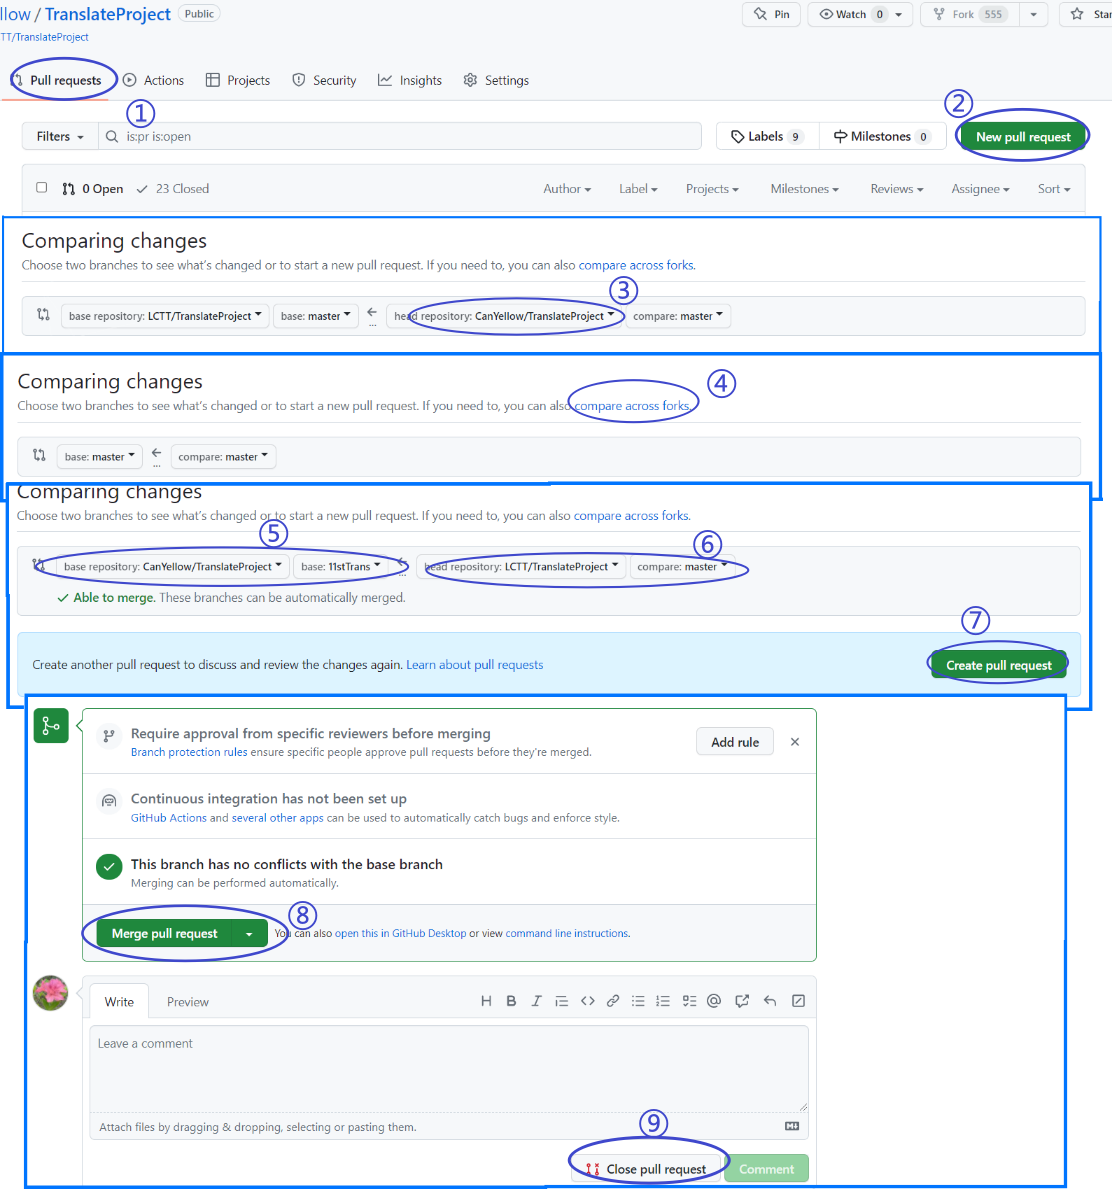 llow / TranslateProject Public Pin Watch 0 Fork 555 Star
TT/TranslateProject
Pull requests Actions Projects Security Insights Settings
① ②
Filters is:pr is:open Labels 9 Milestones 0 New pull request
0 Open 23 Closed Author Label Projects Milestones Reviews Assignee Sort
Comparing changes
Choose two branches to see what's changed or to start a new pull request. If you need to, you can also compare across forks.
③
base repository: LCTT/TranslateProject base: master ← ... head repository: CanYellow/TranslateProject compare: master
Comparing changes ④
Choose two branches to see what's changed or to start a new pull request. If you need to, you can also compare across forks.
base: master ← ... compare: master
Comparing changes
Choose two branches to see what's changed or to start a new pull request. If you need to, you can also compare across forks.
⑤ ⑥
base repository: CanYellow/TranslateProject base: 11stTrans ← ... head repository: LCTT/TranslateProject compare: master
Able to merge. These branches can be automatically merged.
⑦
Create another pull request to discuss and review the changes again. Learn about pull requests Create pull request
Require approval from specific reviewers before merging
Branch protection rules ensure specific people approve pull requests before they're merged. Add rule
Continuous integration has not been set up
GitHub Actions and several other apps can be used to automatically catch bugs and enforce style.
This branch has no conflicts with the base branch
Merging can be performed automatically.
⑧
Merge pull request You can also open this in GitHub Desktop or view command line instructions.
Write Preview
Leave a comment
Attach files by dragging & dropping, selecting or pasting them.
⑨
Close pull request Comment